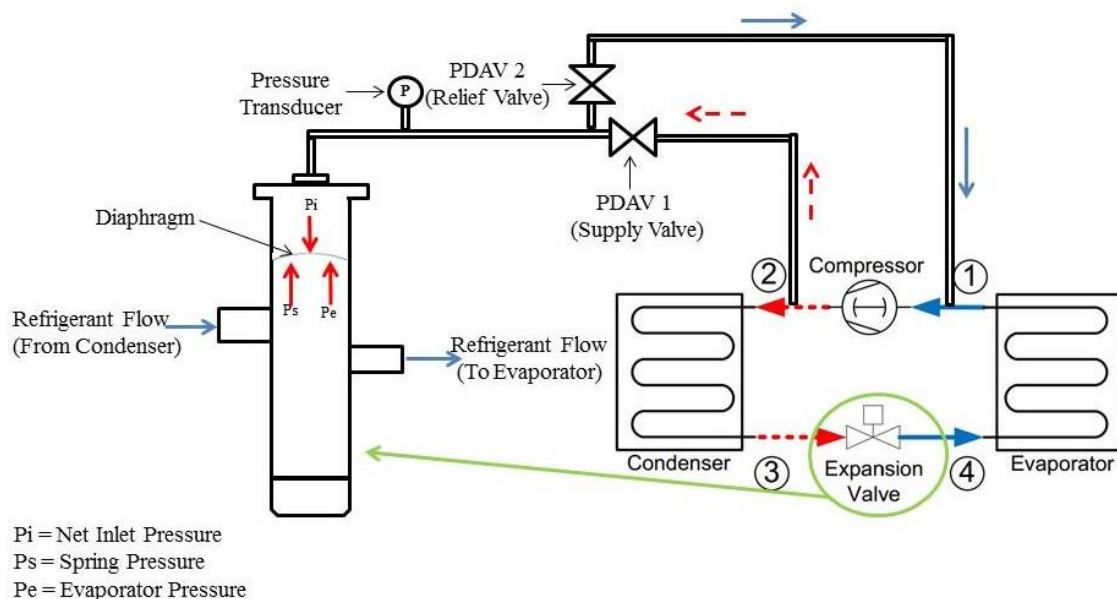 Pressure
Transducer
P
PDAV 2
(Relief Valve)
PDAV 1
(Supply Valve)
Diaphragm
Pi
Ps
Pe
Refrigerant Flow
(From Condenser)
Refrigerant Flow
(To Evaporator)
2
Compressor
1
Condenser
3
Expansion
Valve
4
Evaporator
Pi = Net Inlet Pressure
Ps = Spring Pressure
Pe = Evaporator Pressure